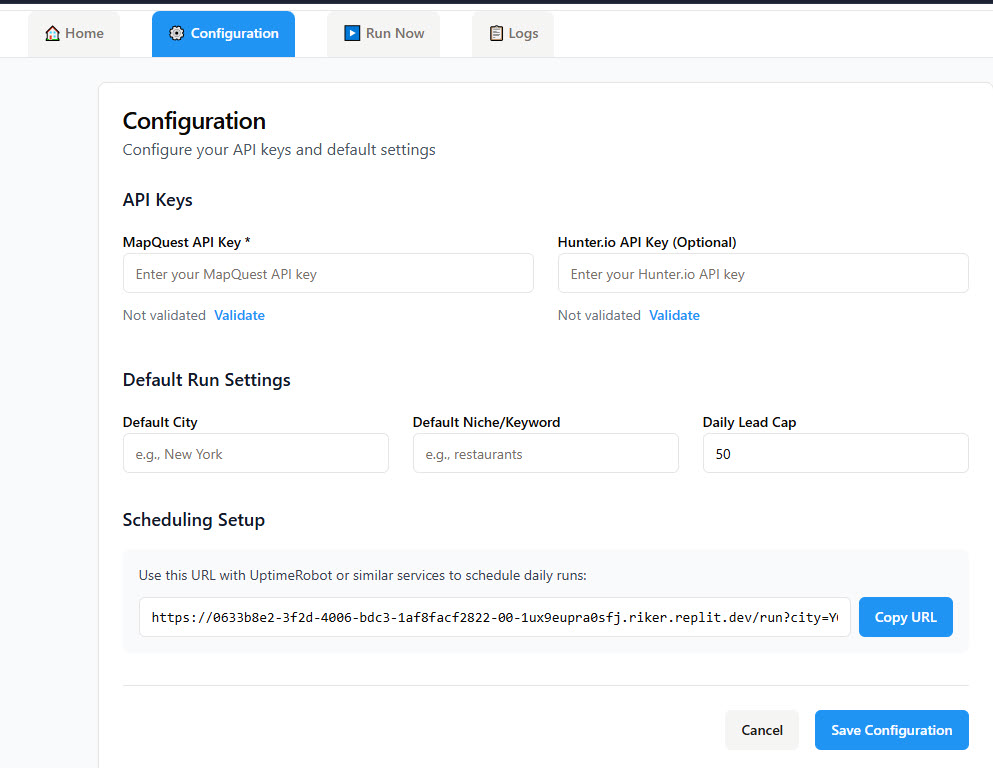 Home Configuration Run Now Logs
Configuration
Configure your API keys and default settings
API Keys
MapQuest API Key * Hunter.io API Key (Optional)
Enter your MapQuest API key Enter your Hunter.io API key
Not validated Validate Not validated Validate
Default Run Settings
Default City Default Niche/Keyword Daily Lead Cap
e.g., New York e.g., restaurants 50
Scheduling Setup
Use this URL with UptimeRobot or similar services to schedule daily runs:
https://0633b8e2-3f2d-4006-bdc3-1af8facf2822-00-1ux9eupra0sfj.riker.replit.dev/run?city=Y Copy URL
Cancel Save Configuration